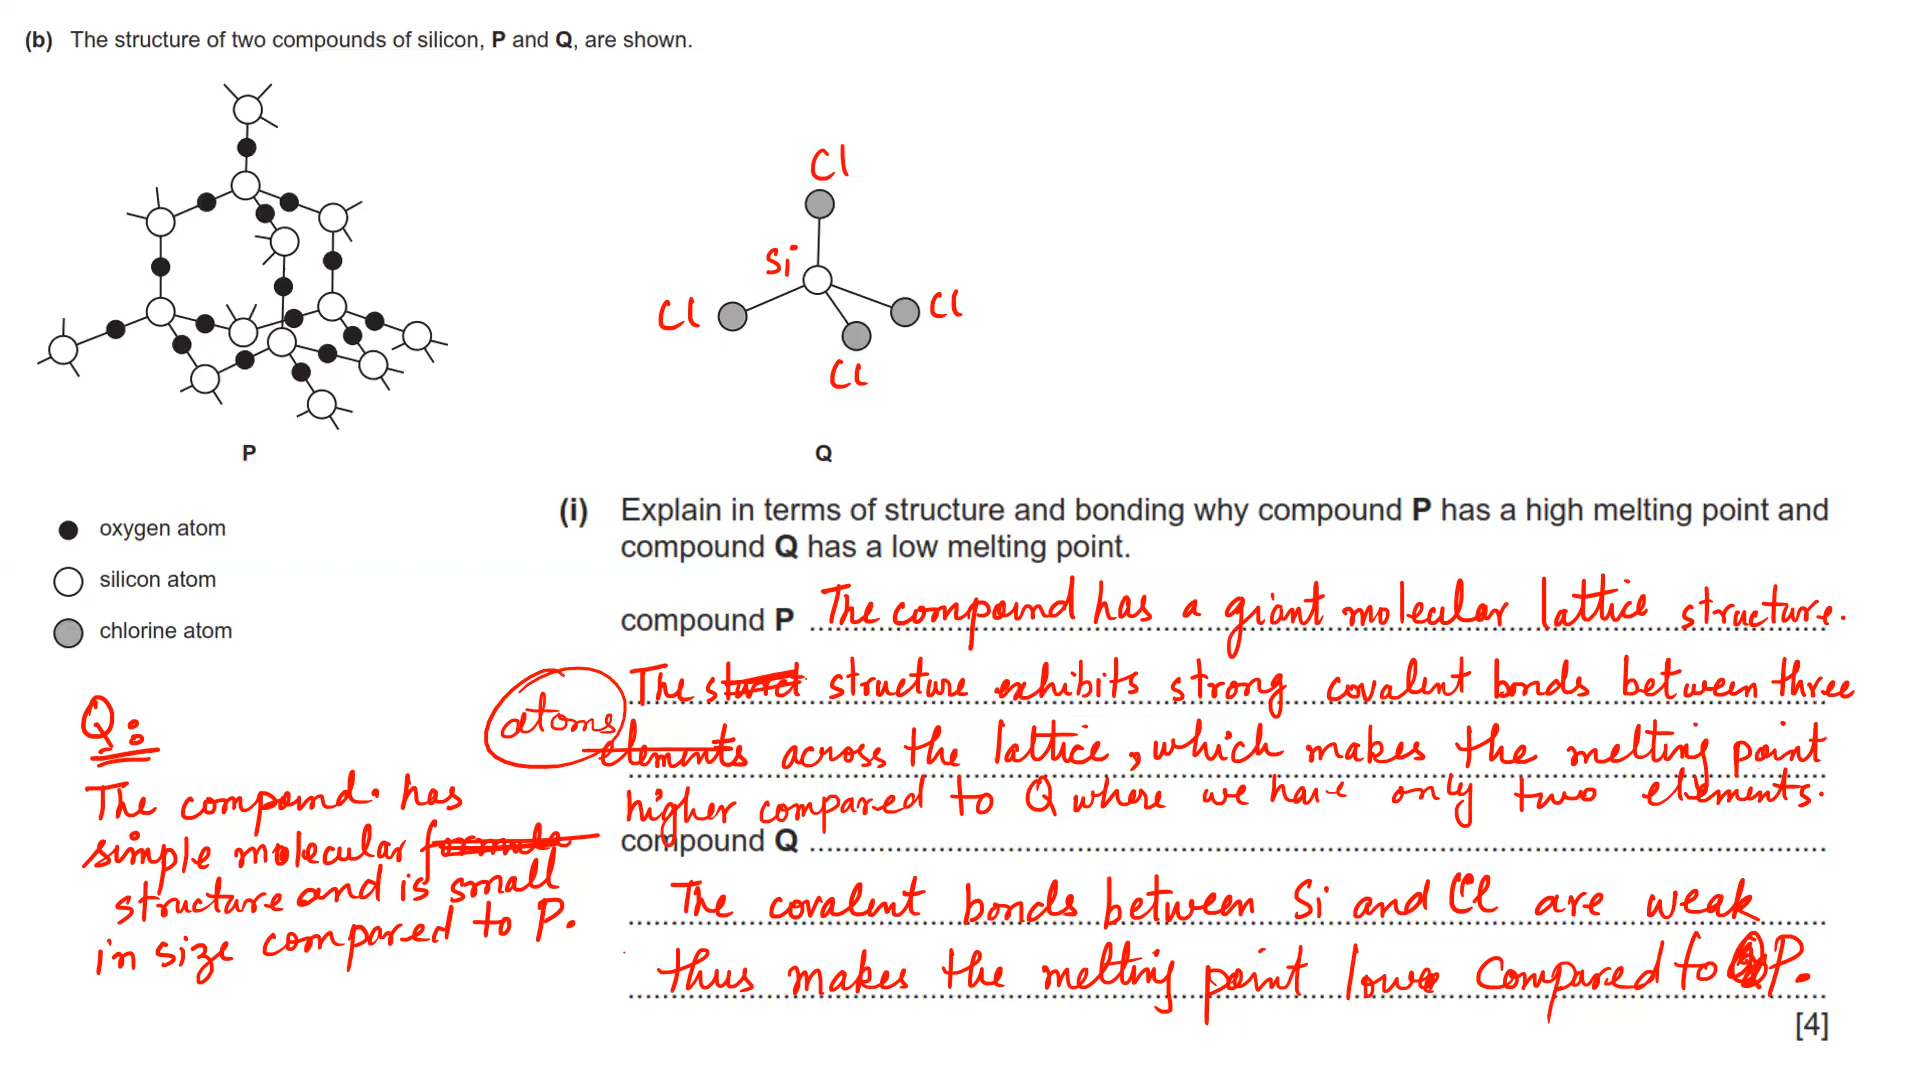 (b) The structure of two compounds of silicon, P and Q, are shown.
Cl
Si
Cl
Cl
Cl
P
Q
oxygen atom
silicon atom
chlorine atom
(i) Explain in terms of structure and bonding why compound P has a high melting point and
compound Q has a low melting point.
compound P The compound has a giant molecular lattice structure.
The struct structure exhibits strong covalent bonds between three
atoms
elements across the lattice, which makes the melting point
higher compared to Q where we have only two elements.
compound Q
The covalent bonds between Si and Cl are weak
thus makes the melting point low compared to P.
[4]
Q:
The compound has
simple molecular formula
structure and is small
in size compared to P.